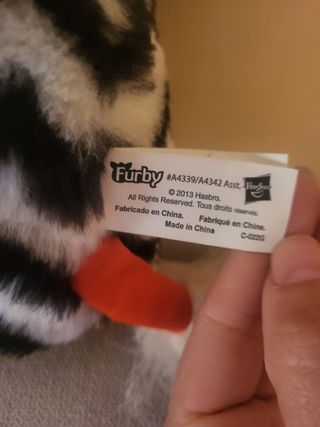 Furby #A4339/A4342 Asst. Hasbro
© 2013 Hasbro.
All Rights Reserved. Tous droits réservés.
Fabricado en China. Fabriqué en Chine.
Made in China
C-022G